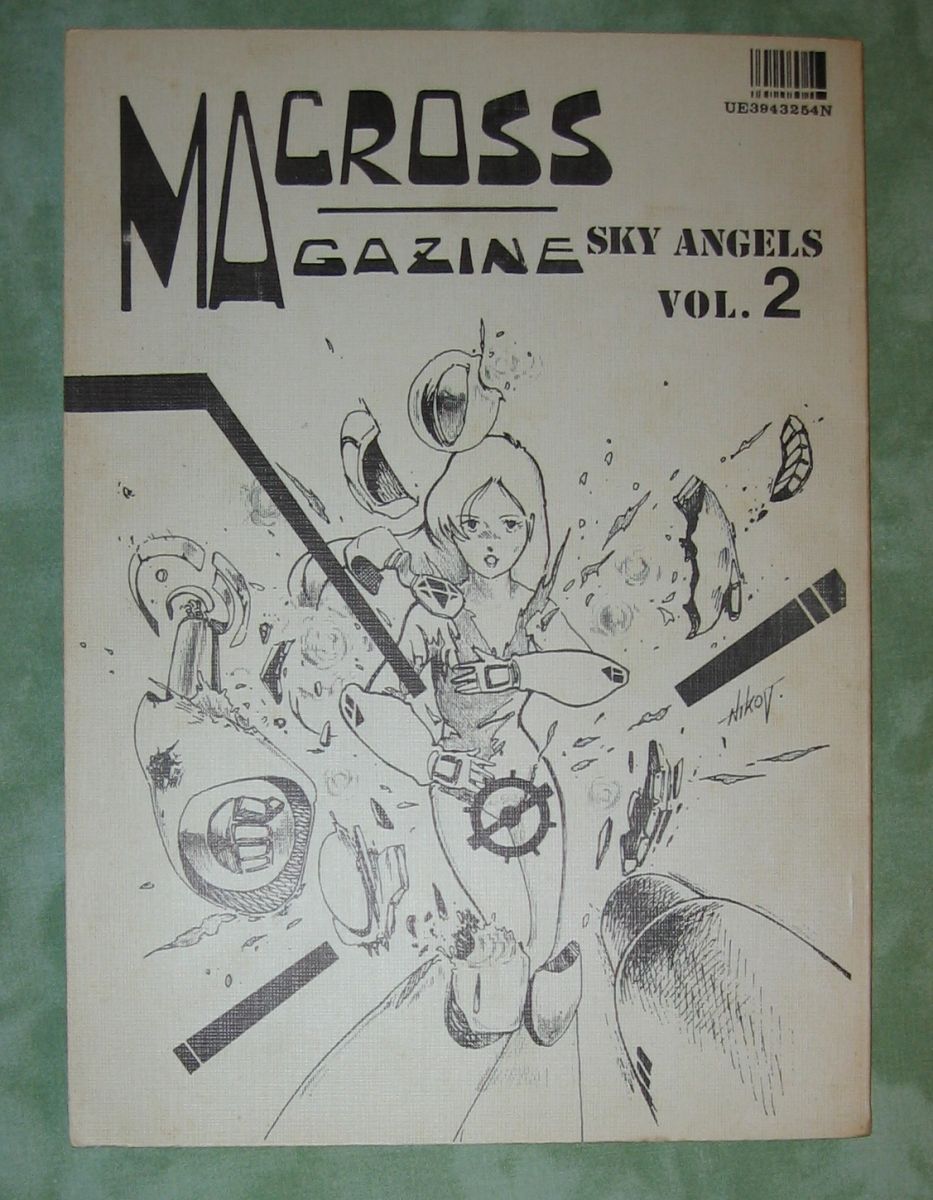 MACROSS
MAGAZINE
SKY ANGELS
VOL. 2
UE3943254N
NIKOV.